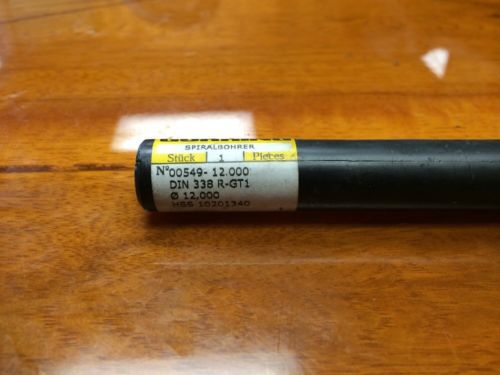 SPIRALBOHRER
Stück 1 Pieces
N° 00549- 12.000
DIN 338 R-GT1
Ø 12,000
HSS 10201340